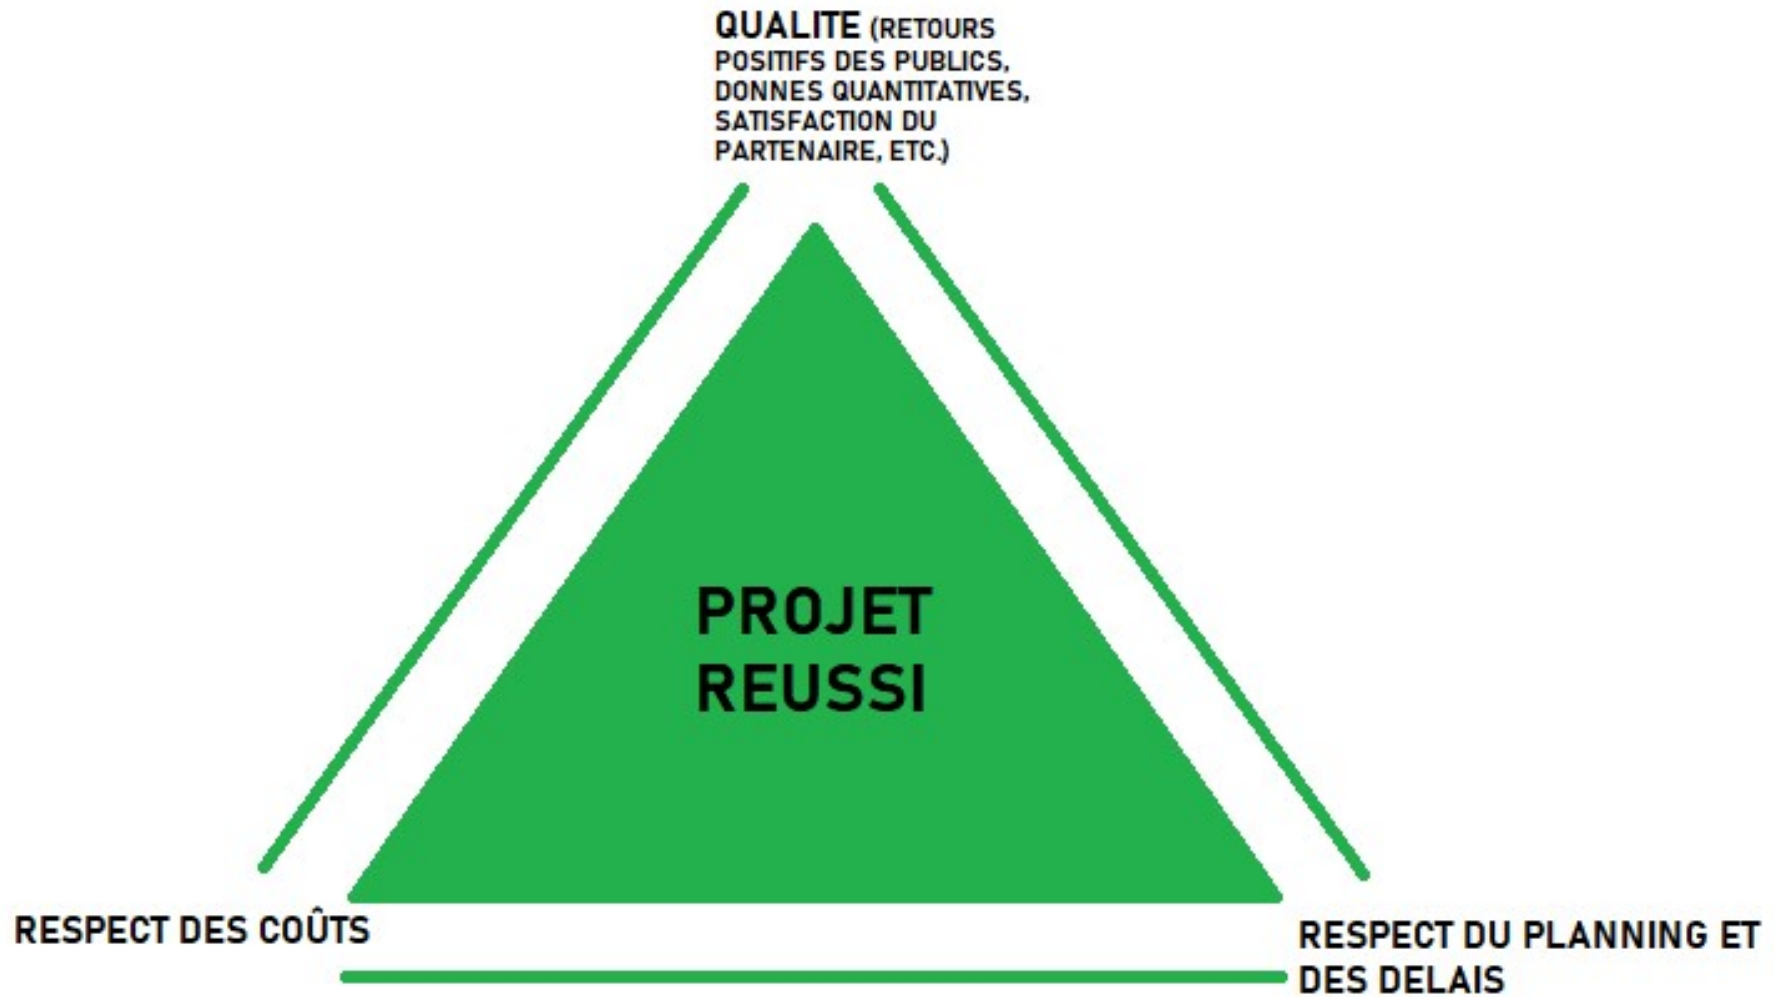 QUALITE (RETOURS
POSITIFS DES PUBLICS,
DONNES QUANTITATIVES,
SATISFACTION DU
PARTENAIRE, ETC.)
PROJET
REUSSI
RESPECT DES COÛTS
RESPECT DU PLANNING ET
DES DELAIS